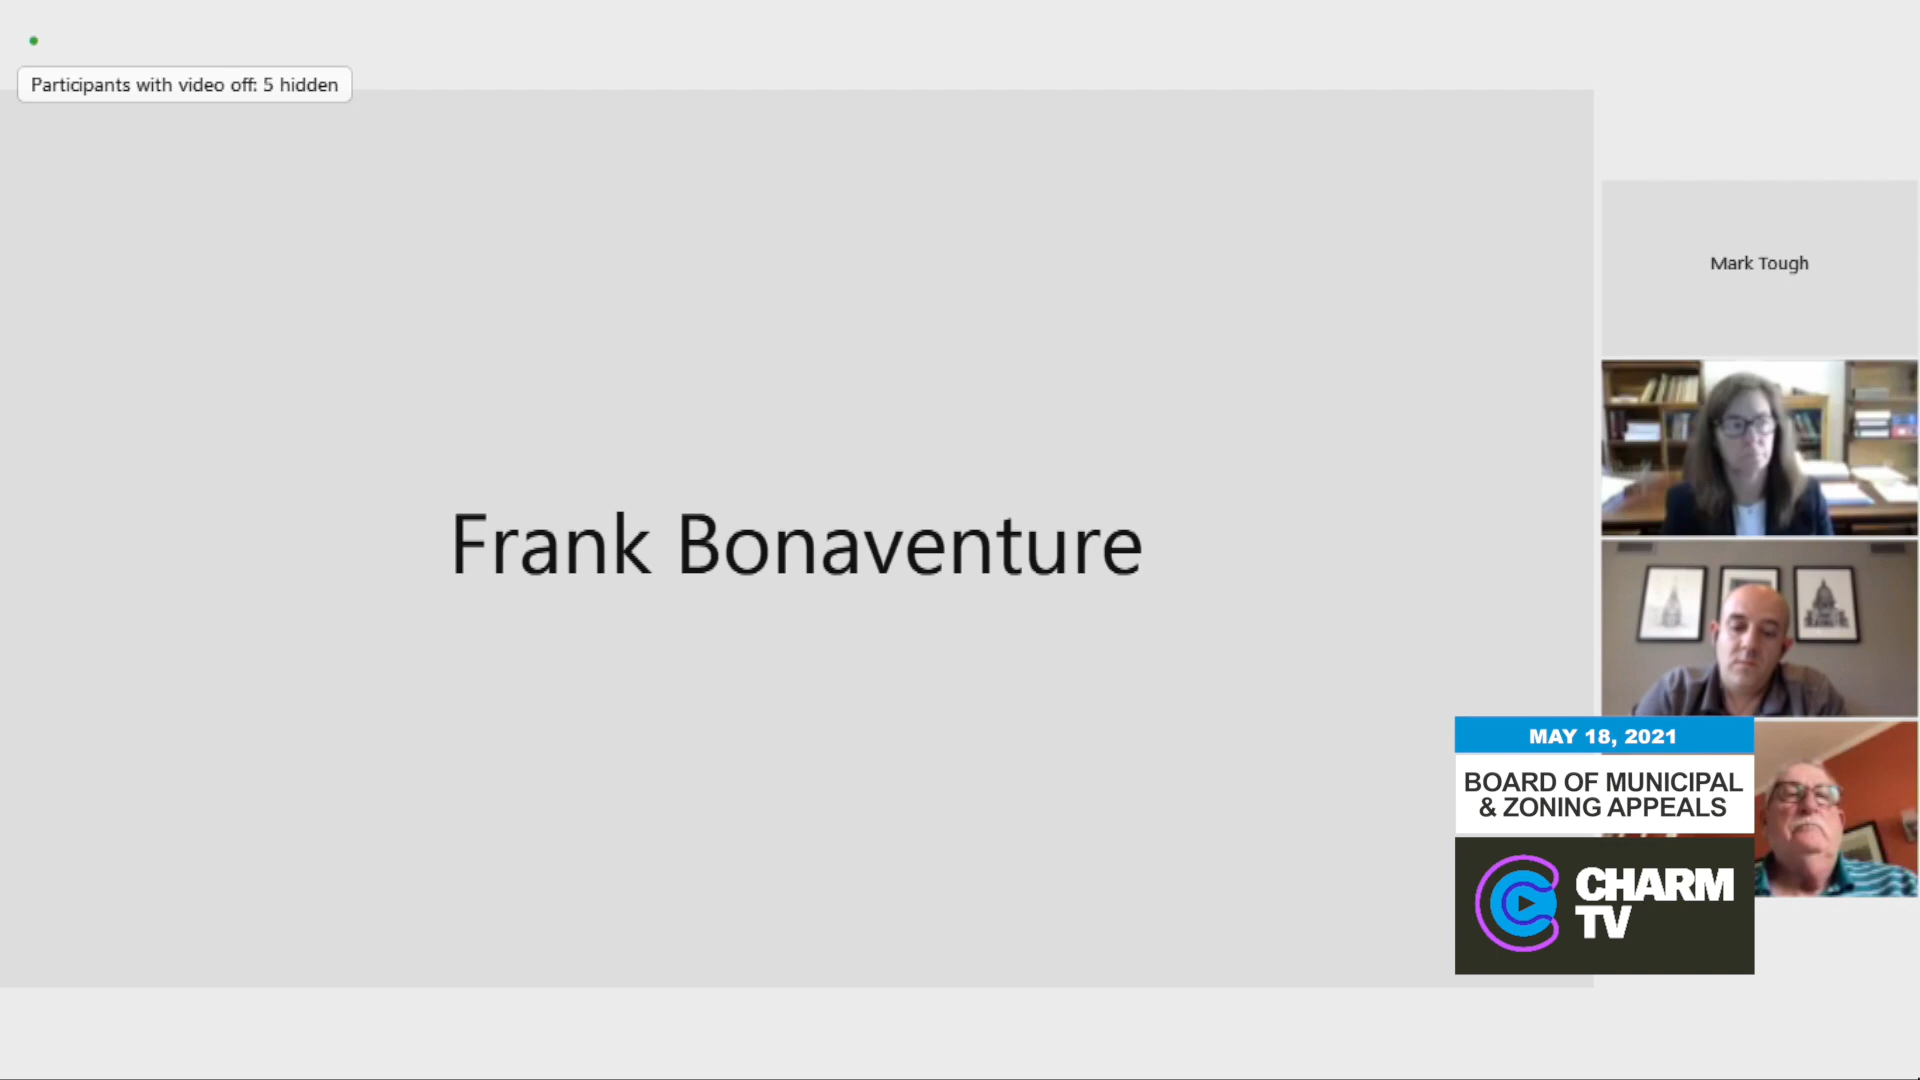 Participants with video off: 5 hidden
Mark Tough
Frank Bonaventure
MAY 18, 2021
BOARD OF MUNICIPAL
& ZONING APPEALS
CHARM
TV